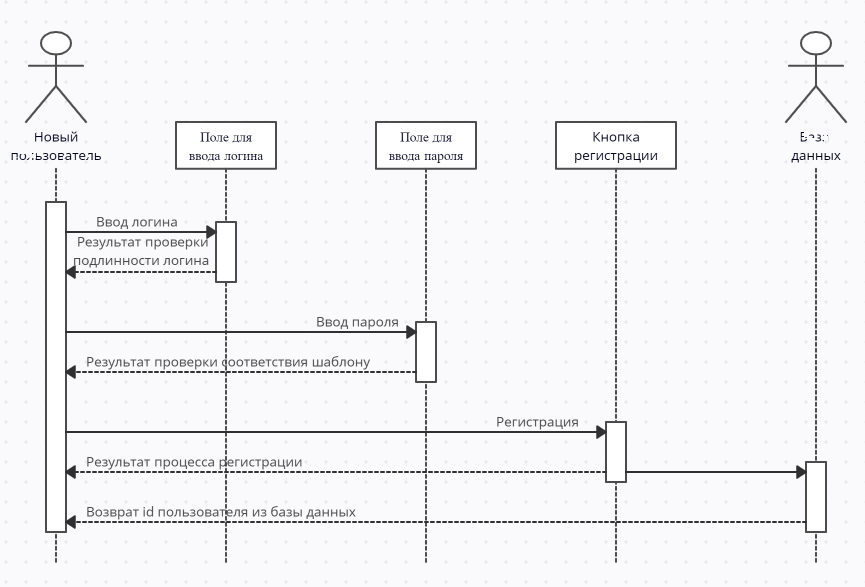 Новый
пользователь
Поле для
ввода логина
Поле для
ввода пароля
Кнопка
регистрации
данных
Ввод логина
Результат проверки
подлинности логина
Ввод пароля
Результат проверки соответствия шаблону
Регистрация
Результат процесса регистрации
Возврат id пользователя из базы данных